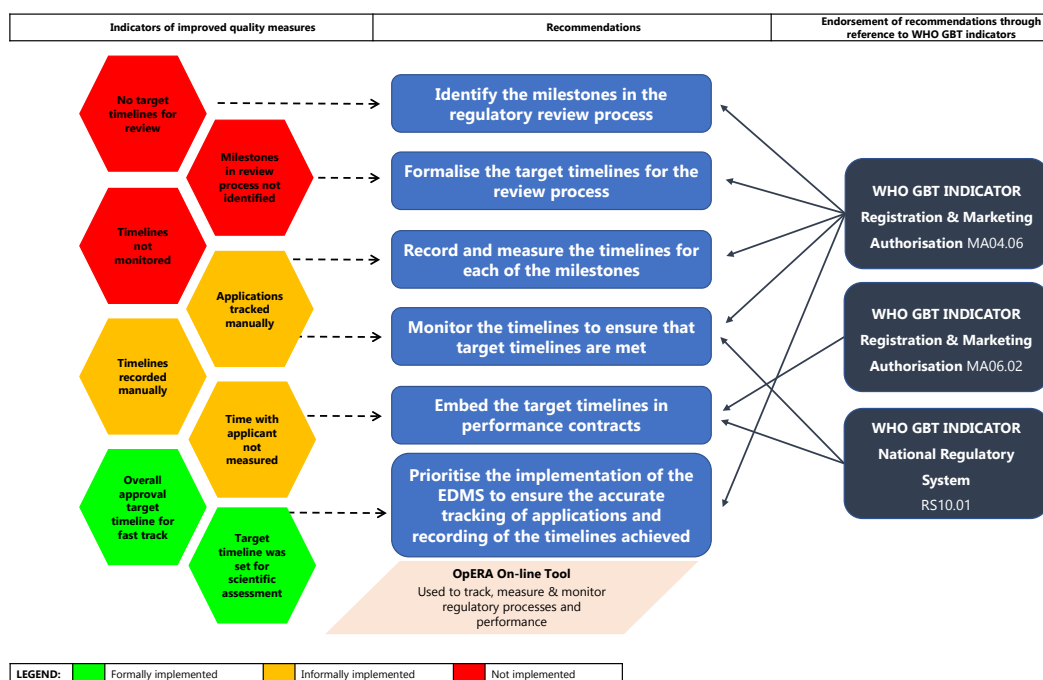 Indicators of improved quality measures
Recommendations
Endorsement of recommendations through
reference to WHO GBT indicators
No target
timelines for
review
Milestones
in review
process not
identified
Timelines
not
monitored
Applications
tracked
manually
Timelines
recorded
manually
Time with
applicant
not
measured
Overall
approval
target
timeline for
fast track
Target
timeline was
set for
scientific
assessment
Identify the milestones in the
regulatory review process
Formalise the target timelines for the
review process
Record and measure the timelines for
each of the milestones
Monitor the timelines to ensure that
target timelines are met
Embed the target timelines in
performance contracts
Prioritise the implementation of the
EDMS to ensure the accurate
tracking of applications and
recording of the timelines achieved
OpERA On-line Tool
Used to track, measure & monitor
regulatory processes and
performance
WHO GBT INDICATOR
Registration & Marketing
Authorisation MA04.06
WHO GBT INDICATOR
Registration & Marketing
Authorisation MA06.02
WHO GBT INDICATOR
National Regulatory
System
RS10.01
LEGEND:
Formally implemented
Informally implemented
Not implemented